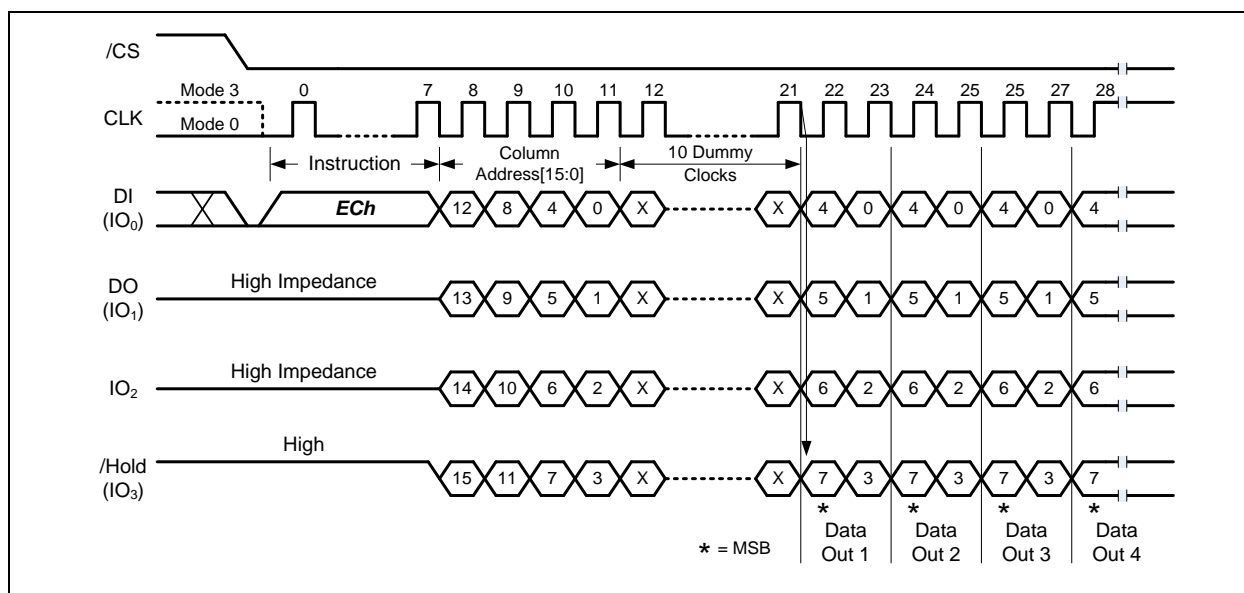 /CS
Mode 3 0 7 8 9 10 11 12 21 22 23 24 25 25 27 28
CLK
Mode 0
Instruction Column Address[15:0] 10 Dummy Clocks
DI
(IO0) ECh 12 8 4 0 X X 4 0 4 0 4 0 4
DO
(IO1) High Impedance 13 9 5 1 X X 5 1 5 1 5 1 5
IO2 High Impedance 14 10 6 2 X X 6 2 6 2 6 2 6
High
/Hold
(IO3) 15 11 7 3 X X 7 3 7 3 7 3 7
* * * *
* = MSB
Data Out 1 Data Out 2 Data Out 3 Data Out 4